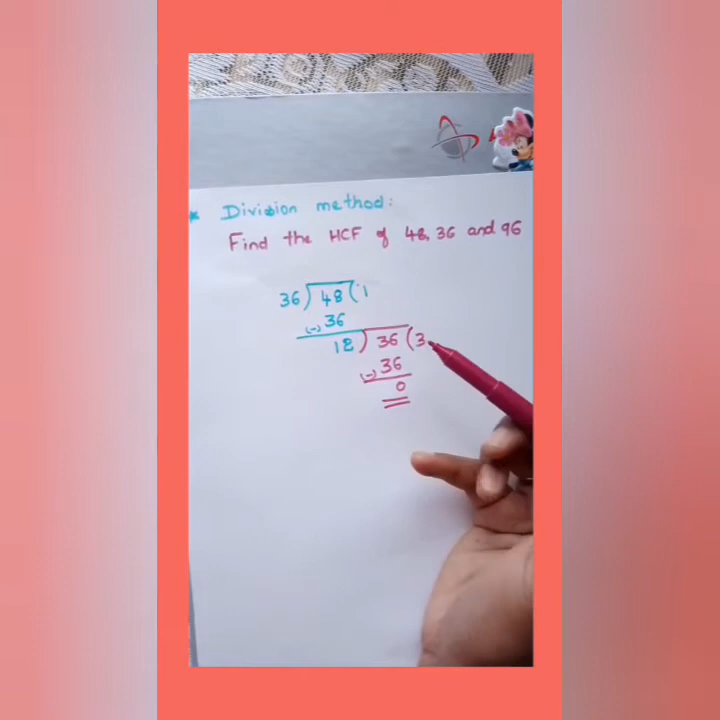 * Division method:
Find the HCF of 48, 36 and 96
36) 48 (1
(-) 36
12) 36 (3
(-) 36
0